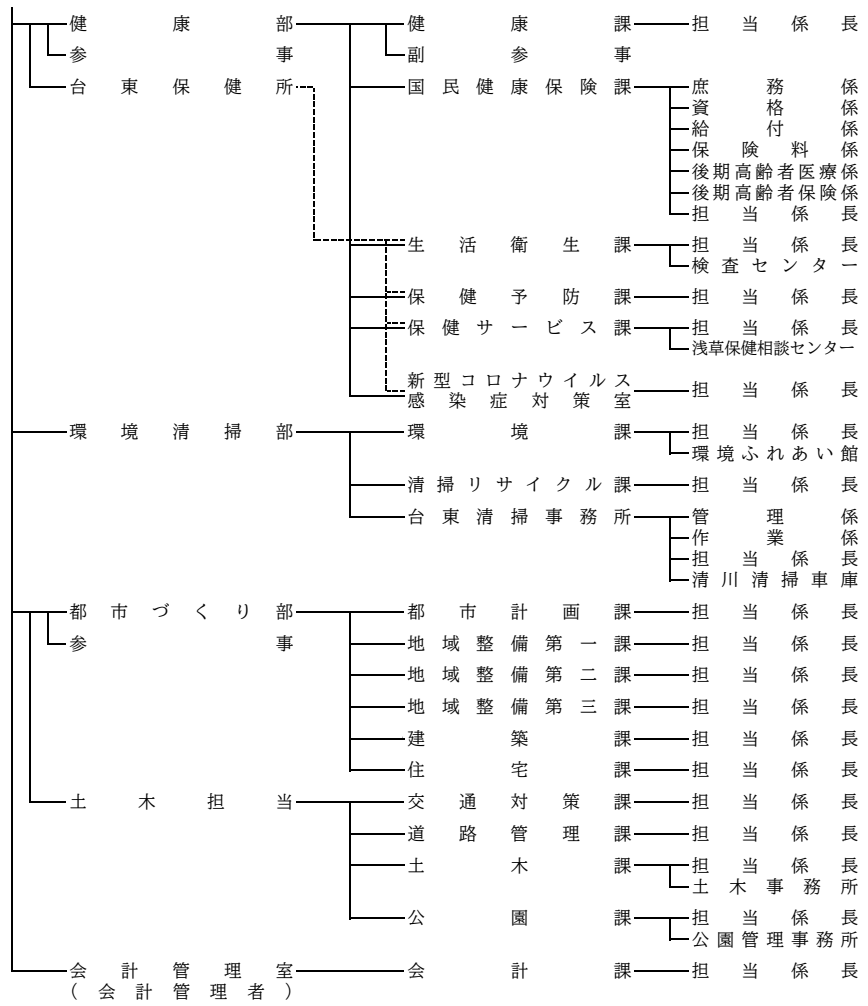 健康部 健康課 担当係長
参事 副参事
台東保健所 国民健康保険課 庶務係
資格係
給付係
保険料係
後期高齢者医療係
後期高齢者保険係
担当係長
生活衛生課 担当係長
検査センター
保健予防課 担当係長
保健サービス課 担当係長
浅草保健相談センター
新型コロナウイルス
感染症対策室 担当係長
環境清掃部 環境課 担当係長
環境ふれあい館
清掃リサイクル課 担当係長
台東清掃事務所 管理係
作業係
担当係長
清川清掃車庫
都市づくり部 都市計画課 担当係長
参事 地域整備第一課 担当係長
地域整備第二課 担当係長
地域整備第三課 担当係長
建築課 担当係長
住宅課 担当係長
土木担当 交通対策課 担当係長
道路管理課 担当係長
土木課 担当係長
土木事務所
公園課 担当係長
公園管理事務所
会計管理室 会計課 担当係長
(会計管理者)